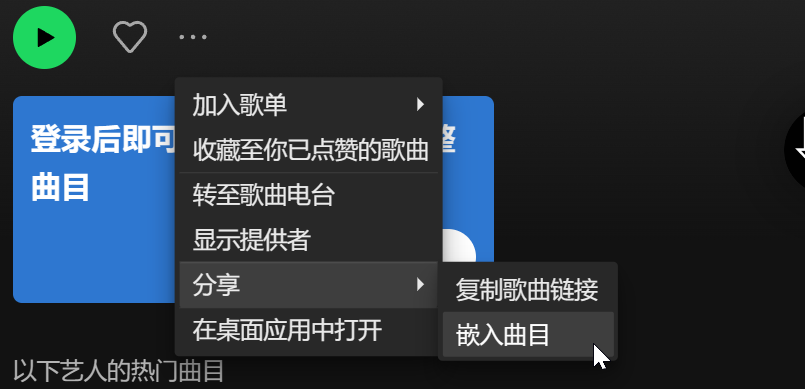 加入歌单
登录后即可
整
收藏至你已点赞的歌曲
曲目
转至歌曲电台
显示提供者
分享
复制歌曲链接
在桌面应用中打开
嵌入曲目
以下艺人的热门曲目